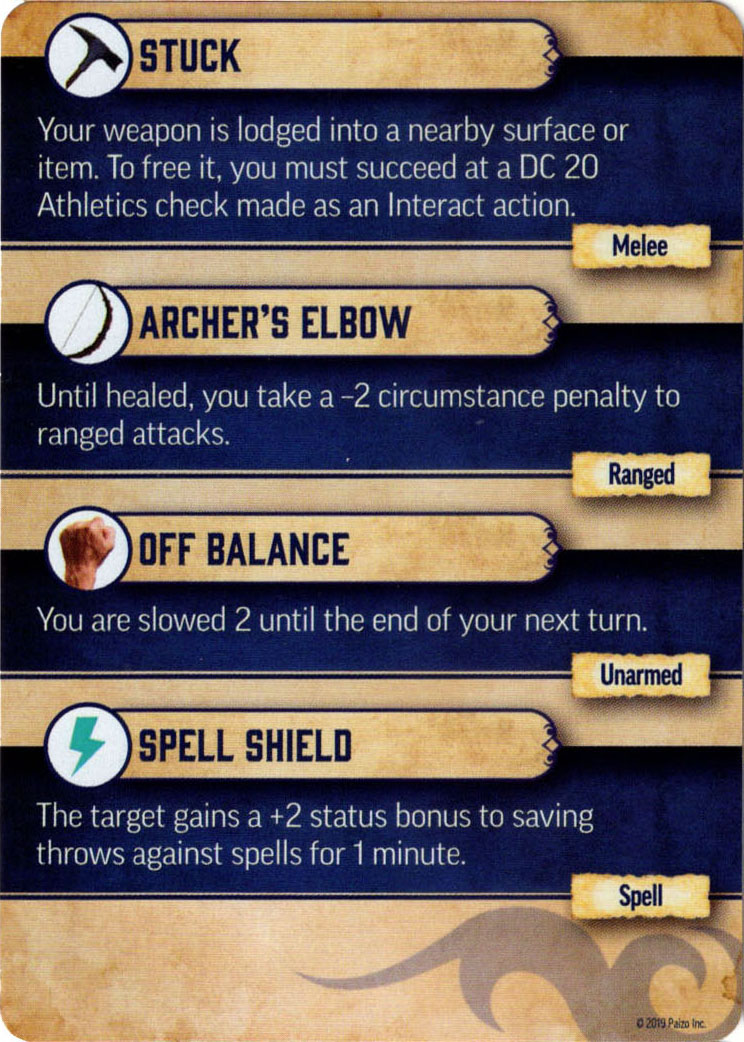 STUCK
Your weapon is lodged into a nearby surface or
item. To free it, you must succeed at a DC 20
Athletics check made as an Interact action.
Melee
ARCHER'S ELBOW
Until healed, you take a –2 circumstance penalty to
ranged attacks.
Ranged
OFF BALANCE
You are slowed 2 until the end of your next turn.
Unarmed
SPELL SHIELD
The target gains a +2 status bonus to saving
throws against spells for 1 minute.
Spell
© 2019 Paizo Inc.